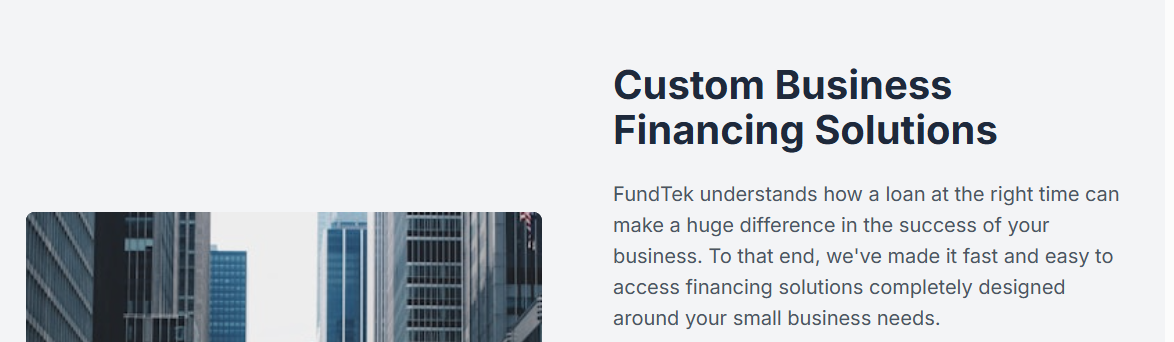 Custom Business
Financing Solutions
FundTek understands how a loan at the right time can
make a huge difference in the success of your
business. To that end, we've made it fast and easy to
access financing solutions completely designed
around your small business needs.